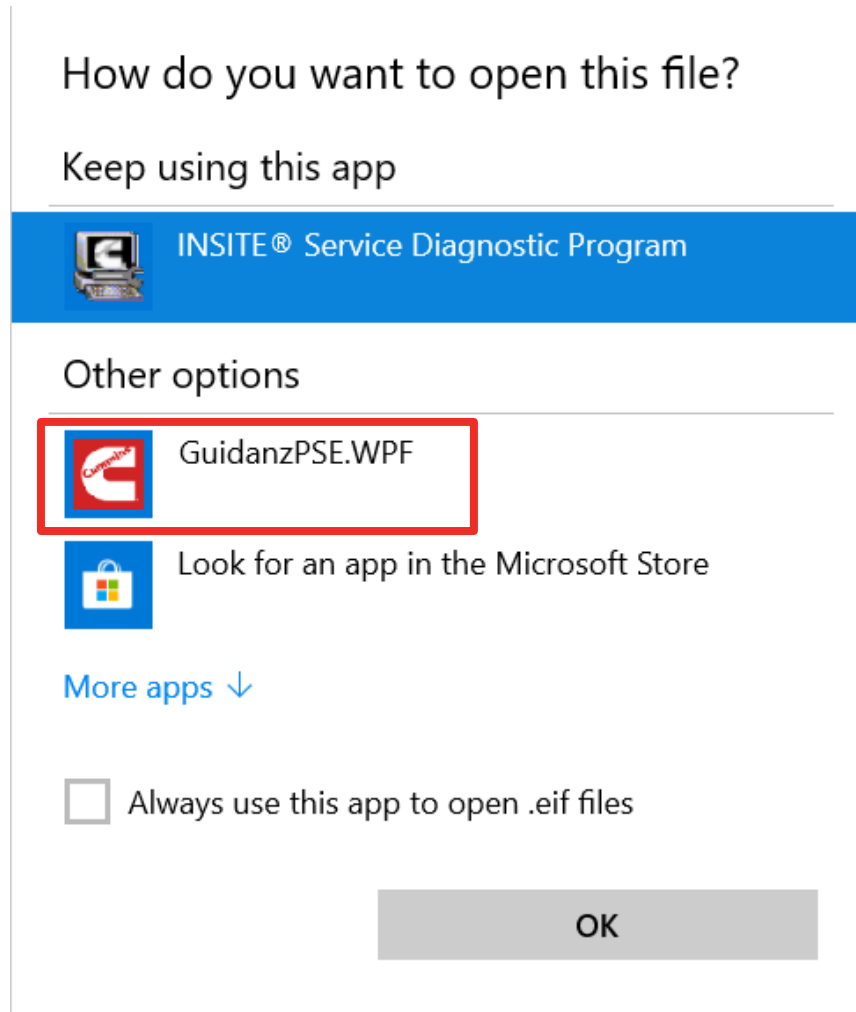 How do you want to open this file?
Keep using this app
INSITE® Service Diagnostic Program
Other options
Cummins
GuidanzPSE.WPF
Look for an app in the Microsoft Store
More apps
Always use this app to open .eif files
OK